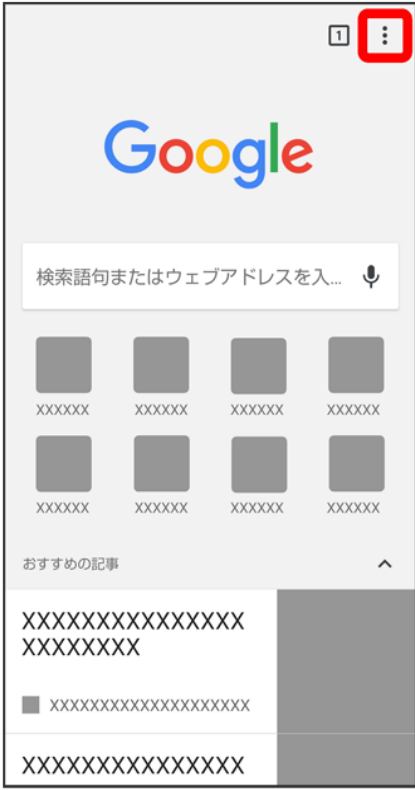 1
Google
検索語句またはウェブアドレスを入...
XXXXXX XXXXXX XXXXXX XXXXXX
XXXXXX XXXXXX XXXXXX XXXXXX
おすすめの記事
XXXXXXXXXXXXXXX
XXXXXXXX
XXXXXXXXXXXXXXXXXXXX
XXXXXXXXXXXXXXX